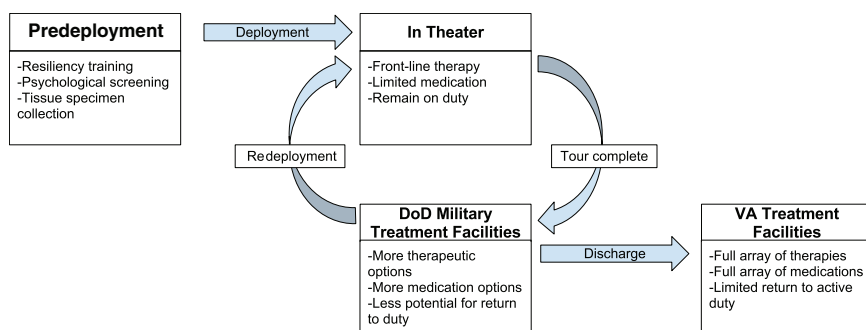 Predeployment
-Resiliency training
-Psychological screening
-Tissue specimen
collection
Deployment
In Theater
-Front-line therapy
-Limited medication
-Remain on duty
Redeployment
Tour complete
DoD Military
Treatment Facilities
-More therapeutic
options
-More medication options
-Less potential for return
to duty
Discharge
VA Treatment
Facilities
-Full array of therapies
-Full array of medications
-Limited return to active
duty